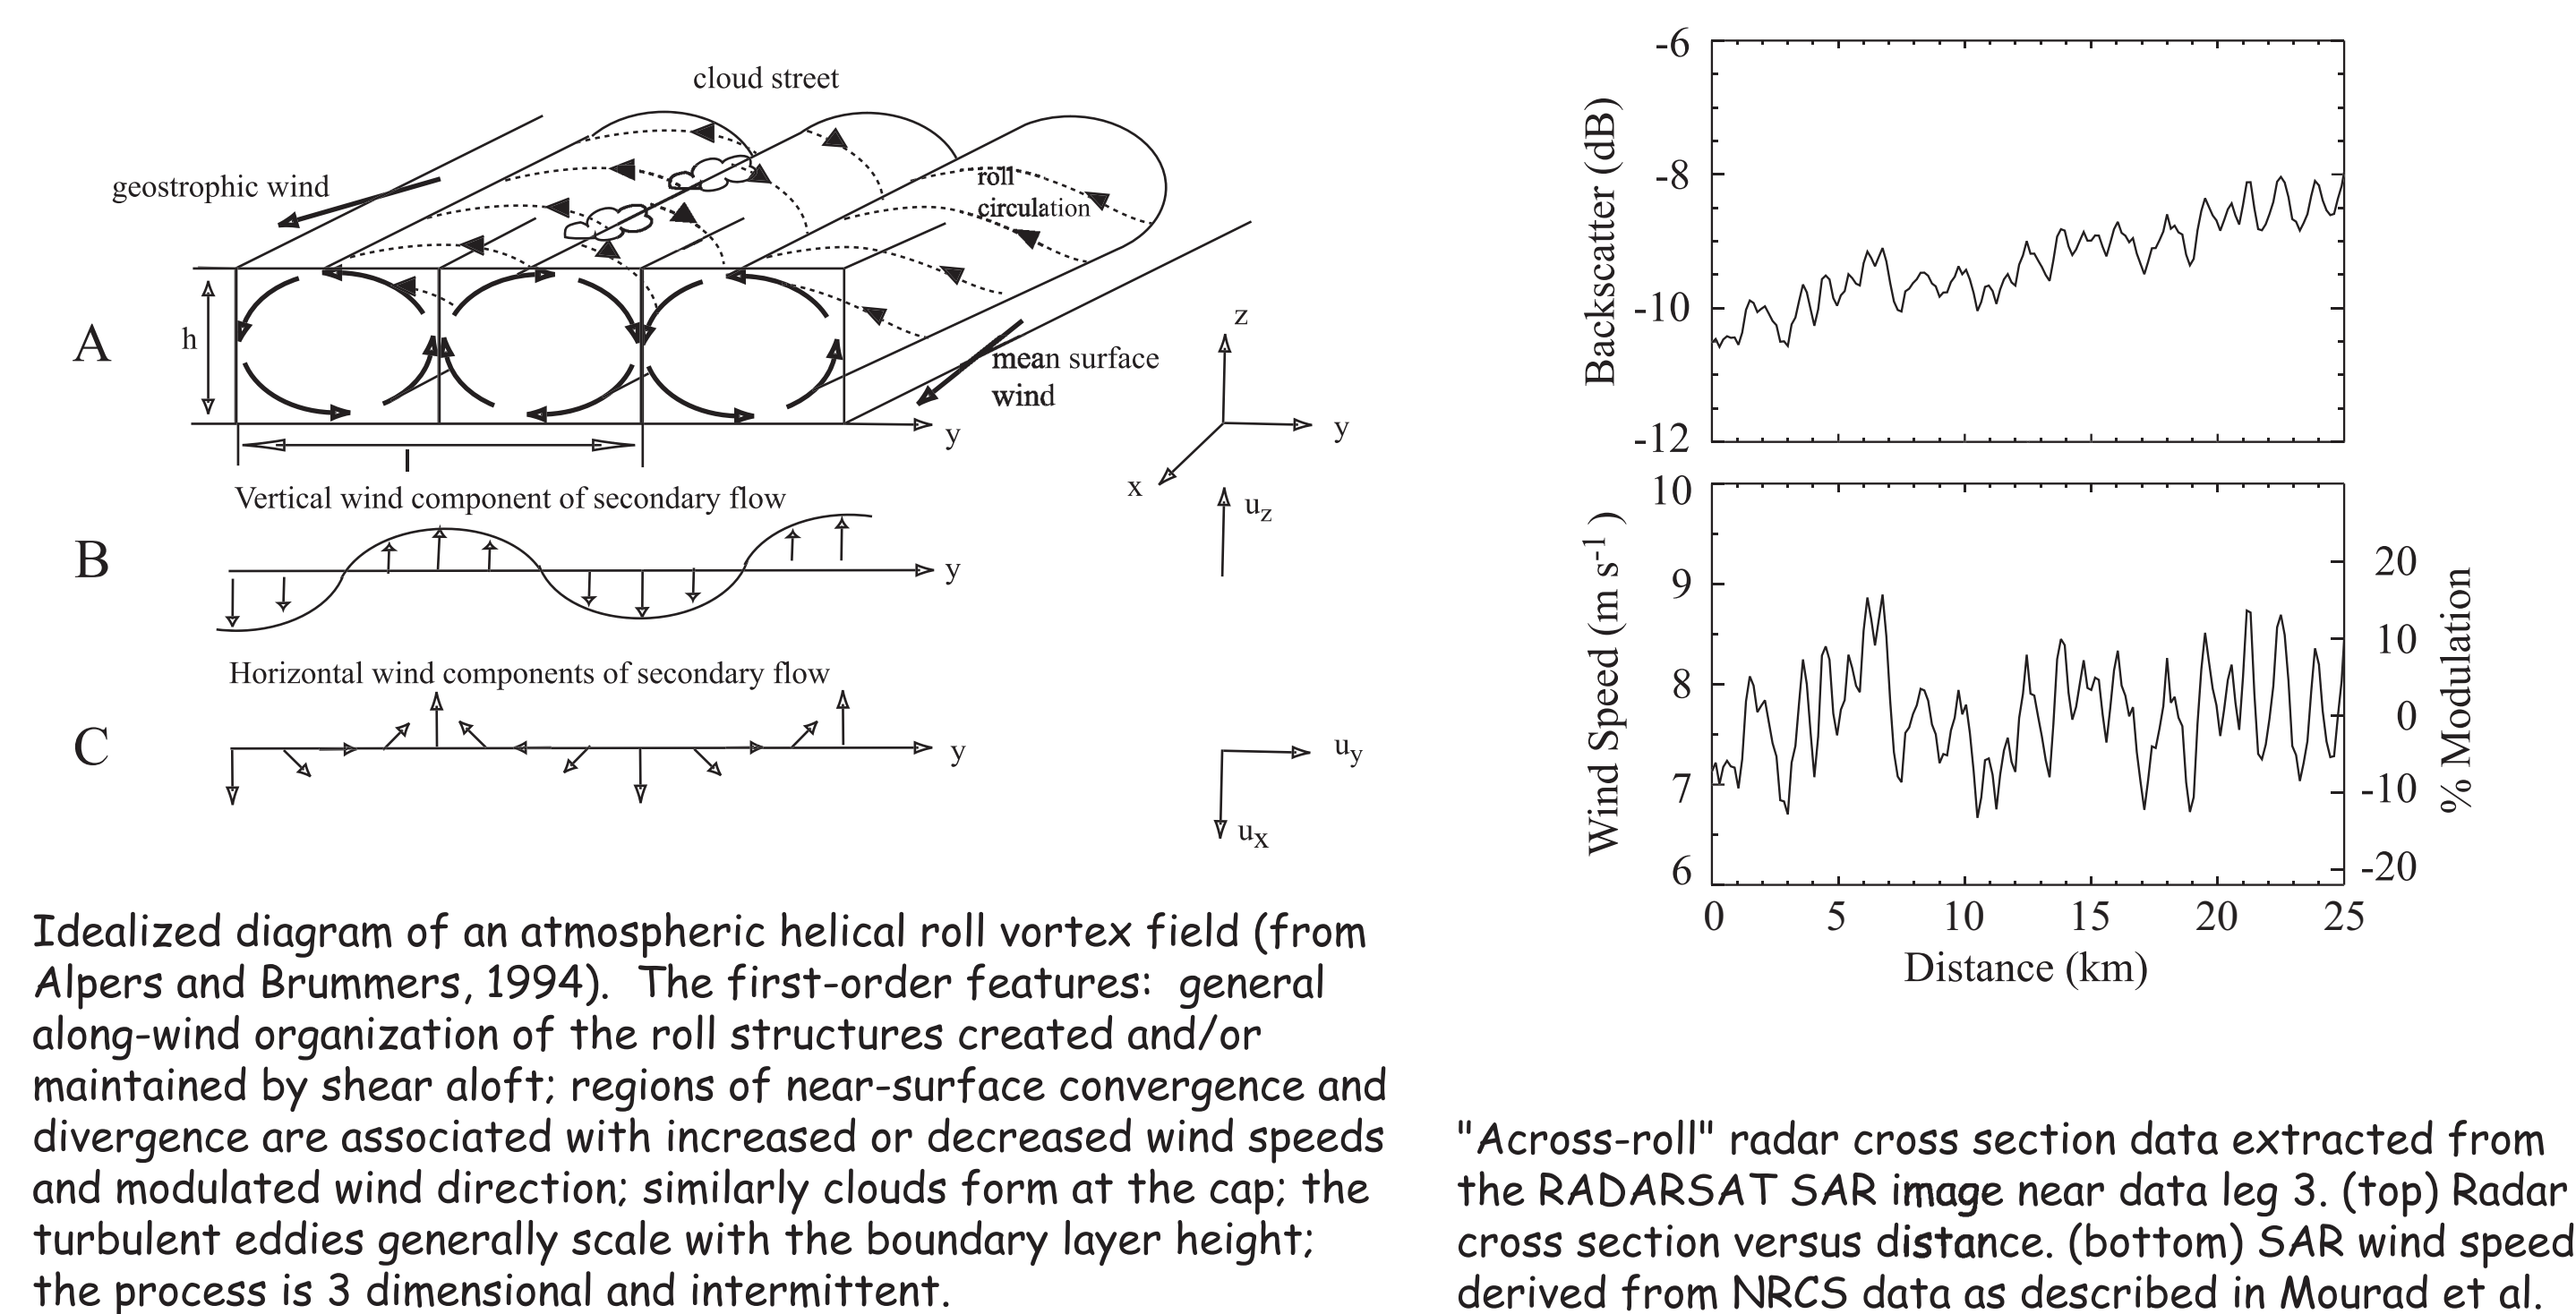 cloud street
geostrophic wind
roll
circulation
A
h
mean surface
wind
z
y
x
y
l
Vertical wind component of secondary flow
B
y
uz
Horizontal wind components of secondary flow
C
y
uy
ux
Idealized diagram of an atmospheric helical roll vortex field (from
Alpers and Brummers, 1994).  The first-order features:  general
along-wind organization of the roll structures created and/or
maintained by shear aloft; regions of near-surface convergence and
divergence are associated with increased or decreased wind speeds
and modulated wind direction; similarly clouds form at the cap; the
turbulent eddies generally scale with the boundary layer height;
the process is 3 dimensional and intermittent.
Backscatter (dB)
-6
-8
-10
-12
Wind Speed (m s-1)
10
9
8
7
6
20
10
0
-10
-20
% Modulation
0 5 10 15 20 25
Distance (km)
"Across-roll" radar cross section data extracted from
the RADARSAT SAR image near data leg 3. (top) Radar
cross section versus distance. (bottom) SAR wind speed
derived from NRCS data as described in Mourad et al.